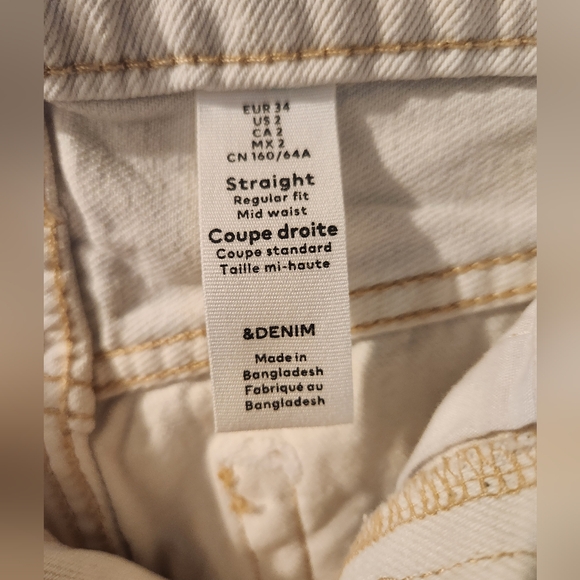 EUR 34
US 2
CA 2
MX 2
CN 160/64A
Straight
Regular fit
Mid waist
Coupe droite
Coupe standard
Taille mi-haute
&DENIM
Made in
Bangladesh
Fabriqué au
Bangladesh